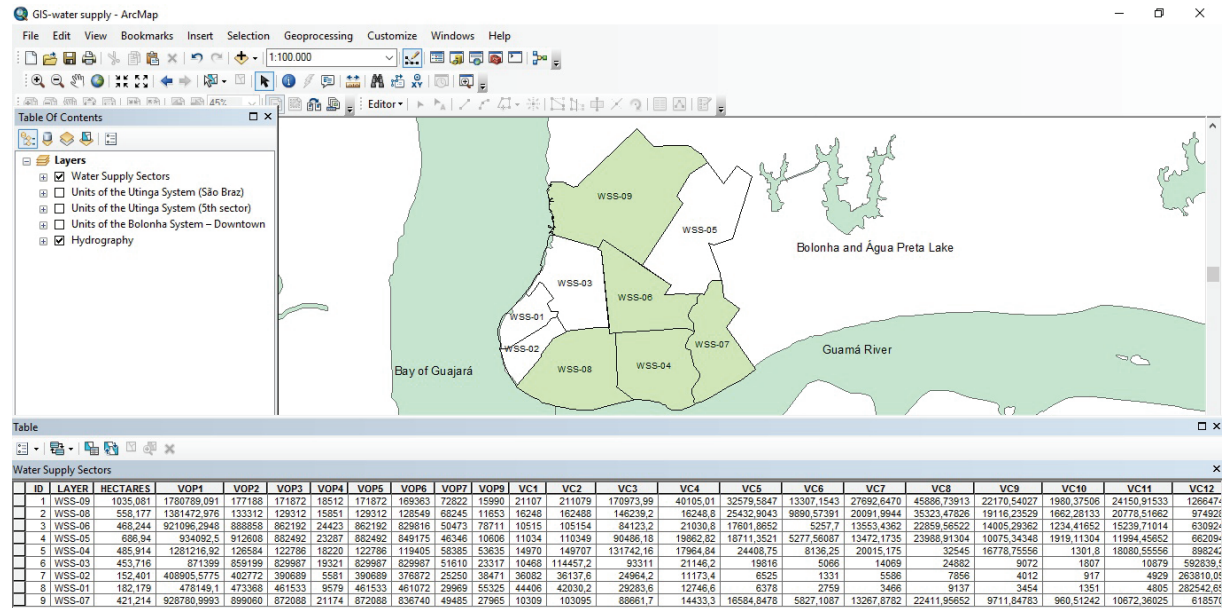 GIS-water supply - ArcMap
File Edit View Bookmarks Insert Selection Geoprocessing Customize Windows Help
1:100.000
45%
Editor
Table Of Contents
Layers
Water Supply Sectors
Units of the Utinga System (São Braz)
Units of the Utinga System (5th sector)
Units of the Bolonha System – Downtown
Hydrography
WSS-09
WSS-05
Bolonha and Água Preta Lake
WSS-03
WSS-06
WSS-01
WSS-07
WSS-02
Guamá River
WSS-04
WSS-08
Bay of Guajará
Table
Water Supply Sectors
ID LAYER HECTARES VOP1 VOP2 VOP3 VOP4 VOP5 VOP6 VOP7 VOP9 VC1 VC2 VC3 VC4 VC5 VC6 VC7 VC8 VC9 VC10 VC11 VC12
1 WSS-09 1035,081 1780789,091 177188 171872 18512 171872 169363 72822 15990 21107 211079 170973,99 40105,01 32579,5847 13307,1543 27692,6470 45886,73913 22170,54027 1980,37506 24150,91533 1266474
2 WSS-08 558,177 1381472,976 133312 129312 15851 129312 128549 68245 11653 16248 162488 146239,2 16248,8 25432,9043 9890,57391 20091,9944 35323,47826 19116,23529 1662,28133 20778,51662 974928
3 WSS-06 468,244 921096,2948 888858 862192 24423 862192 829816 50473 78711 10515 105154 84123,2 21030,8 17601,8652 5257,7 13553,4362 22859,56522 14005,29362 1234,41652 15239,71014 630924
4 WSS-05 686,94 934092,5 912608 882492 23287 882492 849175 46346 10606 11034 110349 90486,18 19862,82 18711,3521 5277,56087 13472,1735 23988,91304 10075,34348 1919,11304 11994,45652 662094
5 WSS-04 485,914 1281216,92 126584 122786 18220 122786 119405 58385 53635 14970 149707 131742,16 17964,84 24408,75 8136,25 20015,175 32545 16778,75556 1301,8 18080,55556 898242
6 WSS-03 453,716 871399 859199 829987 19321 829987 829987 51610 23317 10468 114457,2 93311 21146,2 19816 5066 14069 24882 9072 1807 10879 592839,5
7 WSS-02 152,401 408905,5775 402772 390689 5581 390689 376872 25250 38471 36082 36137,6 24964,2 11173,4 6525 1331 5586 7856 4012 917 4929 263810,05
8 WSS-01 182,179 478149,1 473368 461533 9579 461533 461072 29969 55325 44406 42030,2 29283,6 12746,6 6378 2759 3466 9137 3454 1351 4805 282542,65
9 WSS-07 421,214 928780,9993 899060 872088 21174 872088 836740 49485 27965 10309 103095 88661,7 14433,3 16584,8478 5827,1087 13267,8782 22411,95652 9711,84783 960,51242 10672,36025 618570